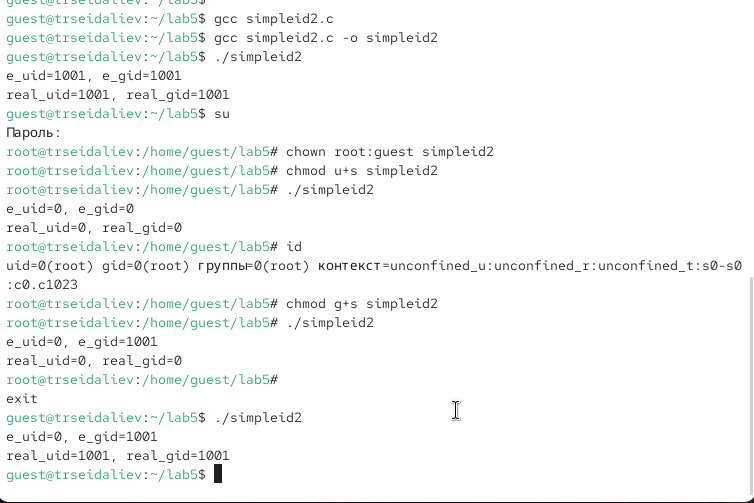 guest@trseidaliev:~/lab5$
guest@trseidaliev:~/lab5$ gcc simpleid2.c
guest@trseidaliev:~/lab5$ gcc simpleid2.c -o simpleid2
guest@trseidaliev:~/lab5$ ./simpleid2
e_uid=1001, e_gid=1001
real_uid=1001, real_gid=1001
guest@trseidaliev:~/lab5$ su
Пароль:
root@trseidaliev:/home/guest/lab5# chown root:guest simpleid2
root@trseidaliev:/home/guest/lab5# chmod u+s simpleid2
root@trseidaliev:/home/guest/lab5# ./simpleid2
e_uid=0, e_gid=0
real_uid=0, real_gid=0
root@trseidaliev:/home/guest/lab5# id
uid=0(root) gid=0(root) группы=0(root) контекст=unconfined_u:unconfined_r:unconfined_t:s0-s0
:c0.c1023
root@trseidaliev:/home/guest/lab5# chmod g+s simpleid2
root@trseidaliev:/home/guest/lab5# ./simpleid2
e_uid=0, e_gid=1001
real_uid=0, real_gid=0
root@trseidaliev:/home/guest/lab5#
exit
guest@trseidaliev:~/lab5$ ./simpleid2
e_uid=0, e_gid=1001
real_uid=1001, real_gid=1001
guest@trseidaliev:~/lab5$